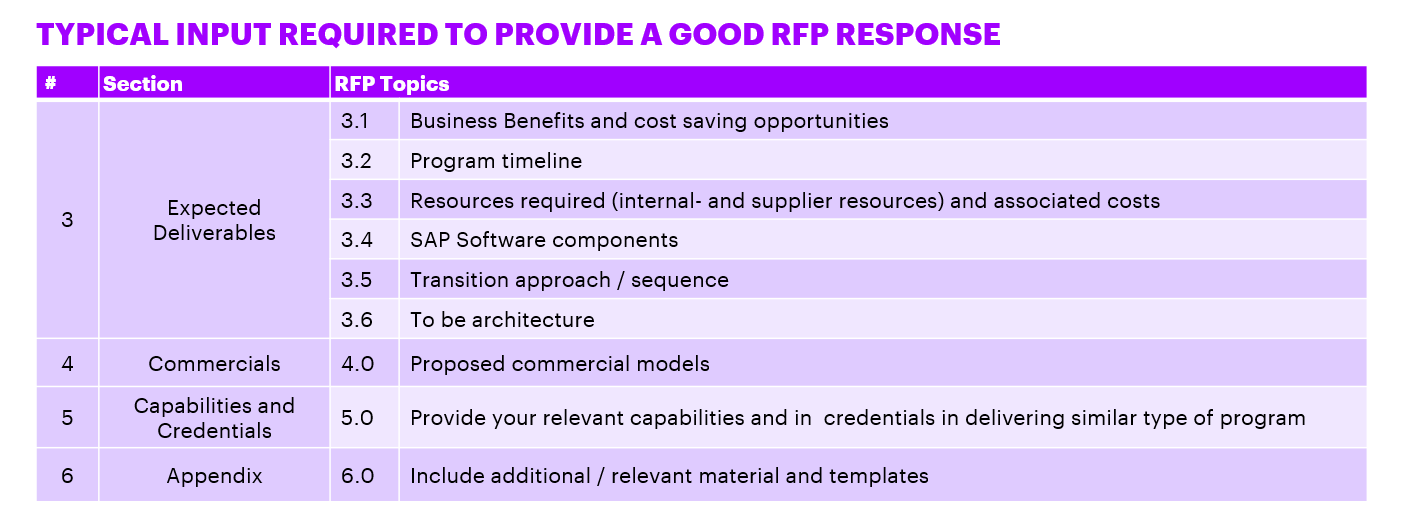 TYPICAL INPUT REQUIRED TO PROVIDE A GOOD RFP RESPONSE
# Section RFP Topics
3 Expected Deliverables
3.1 Business Benefits and cost saving opportunities
3.2 Program timeline
3.3 Resources required (internal- and supplier resources) and associated costs
3.4 SAP Software components
3.5 Transition approach / sequence
3.6 To be architecture
4 Commercials 4.0 Proposed commercial models
5 Capabilities and Credentials 5.0 Provide your relevant capabilities and in  credentials in delivering similar type of program
6 Appendix 6.0 Include additional / relevant material and templates